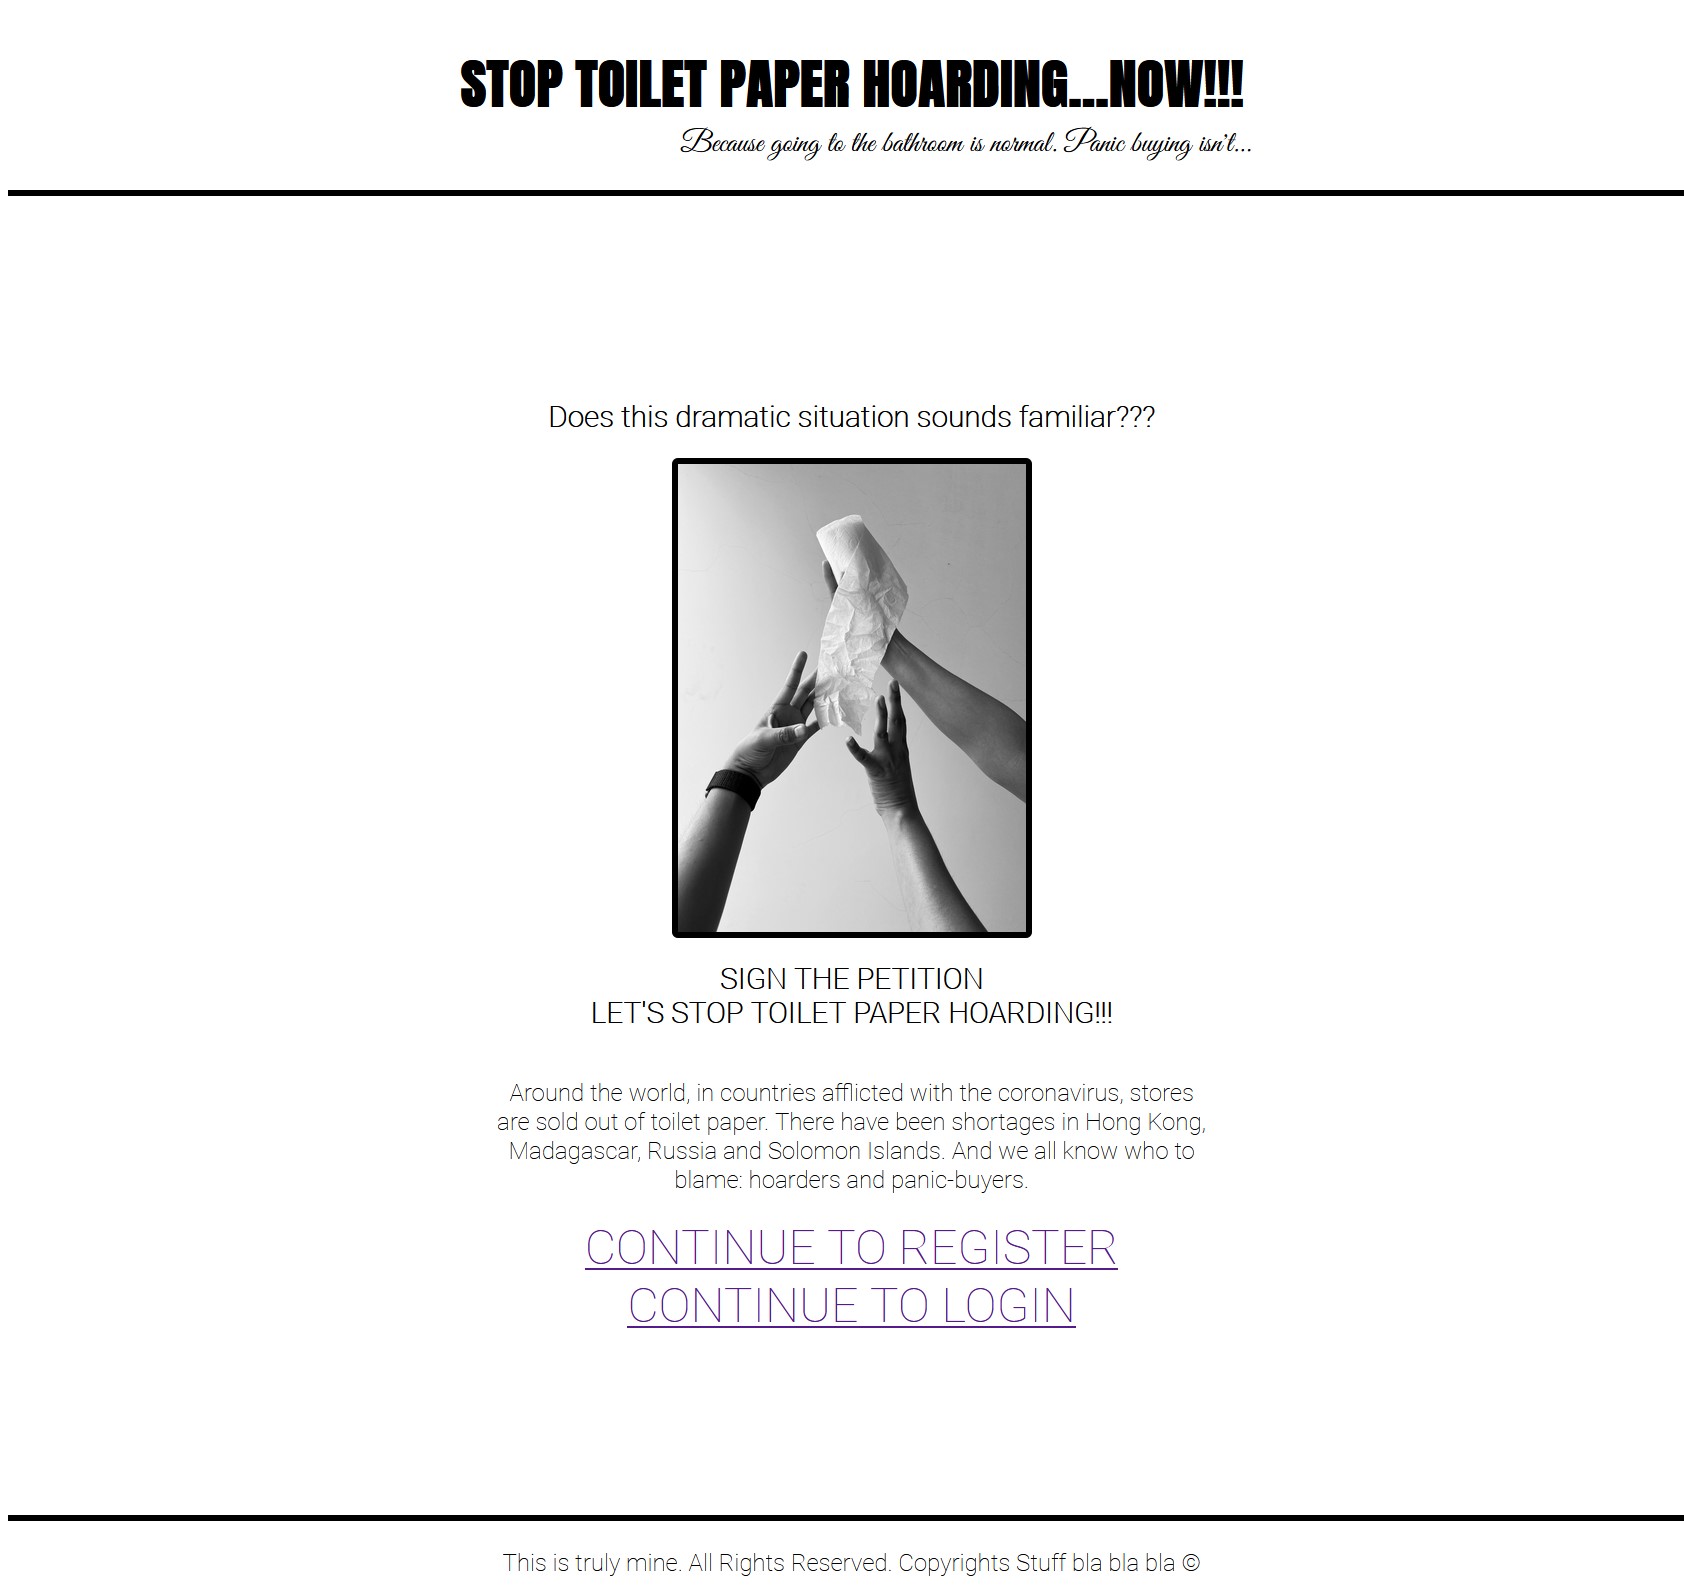 STOP TOILET PAPER HOARDING...NOW!!!
Because going to the bathroom is normal. Panic buying isn't...
Does this dramatic situation sounds familiar???
SIGN THE PETITION
LET'S STOP TOILET PAPER HOARDING!!!
Around the world, in countries afflicted with the coronavirus, stores
are sold out of toilet paper. There have been shortages in Hong Kong,
Madagascar, Russia and Solomon Islands. And we all know who to
blame: hoarders and panic-buyers.
CONTINUE TO REGISTER
CONTINUE TO LOGIN
This is truly mine. All Rights Reserved. Copyrights Stuff bla bla bla ©